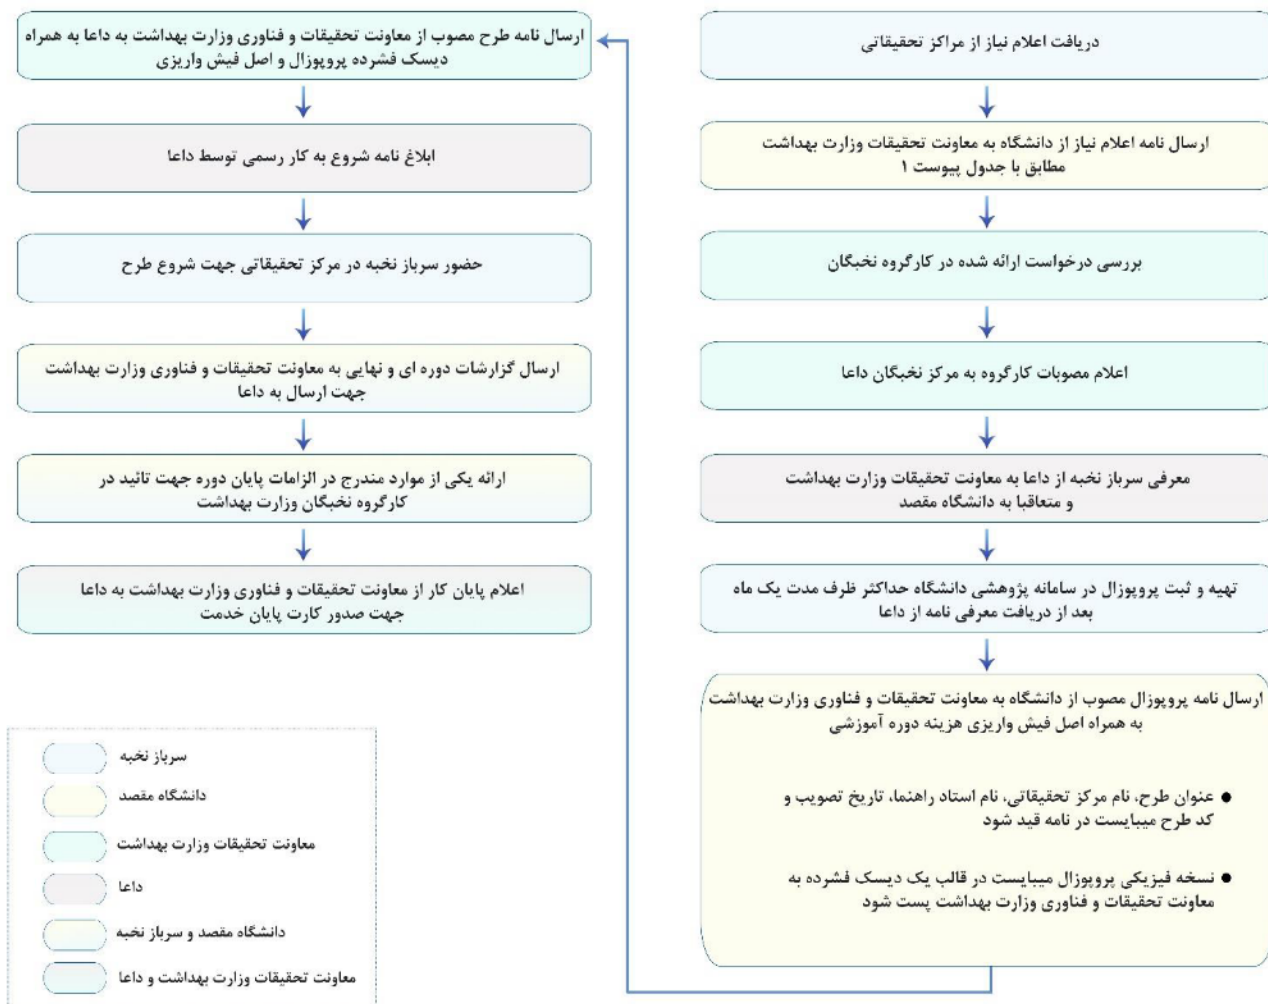 دریافت اعلام نیاز از مراکز تحقیقاتی
ارسال نامه اعلام نیاز از دانشگاه به معاونت تحقیقات وزارت بهداشت
مطابق با جدول پیوست ۱
بررسی درخواست ارائه شده در کارگروه نخبگان
اعلام مصوبات کارگروه به مرکز نخبگان داعا
معرفی سرباز نخبه از داعا به معاونت تحقیقات وزارت بهداشت
و متعاقبا به دانشگاه مقصد
تهیه و ثبت پروپوزال در سامانه پژوهشی دانشگاه حداکثر ظرف مدت یک ماه
بعد از دریافت معرفی نامه از داعا
ارسال نامه پروپوزال مصوب از دانشگاه به معاونت تحقیقات و فناوری وزارت بهداشت
به همراه اصل فیش واریزی هزینه دوره آموزشی
● عنوان طرح، نام مرکز تحقیقاتی، نام استاد راهنما، تاریخ تصویب و
کد طرح میبایست در نامه قید شود
● نسخه فیزیکی پروپوزال میبایست در قالب یک دیسک فشرده به
معاونت تحقیقات و فناوری وزارت بهداشت پست شود
ارسال نامه طرح مصوب از معاونت تحقیقات و فناوری وزارت بهداشت به داعا به همراه
دیسک فشرده پروپوزال و اصل فیش واریزی
ابلاغ نامه شروع به کار رسمی توسط داعا
حضور سرباز نخبه در مرکز تحقیقاتی جهت شروع طرح
ارسال گزارشات دوره ای و نهایی به معاونت تحقیقات و فناوری وزارت بهداشت
جهت ارسال به داعا
ارائه یکی از موارد مندرج در الزامات پایان دوره جهت تائید در
کارگروه نخبگان وزارت بهداشت
اعلام پایان کار از معاونت تحقیقات و فناوری وزارت بهداشت به داعا
جهت صدور کارت پایان خدمت
سرباز نخبه
دانشگاه مقصد
معاونت تحقیقات وزارت بهداشت
داعا
دانشگاه مقصد و سرباز نخبه
معاونت تحقیقات وزارت بهداشت و داعا